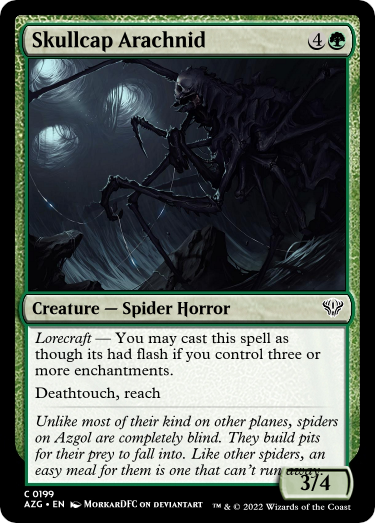 Skullcap Arachnid 4
Creature — Spider Horror
Lorecraft — You may cast this spell as
though its had flash if you control three or
more enchantments.
Deathtouch, reach
Unlike most of their kind on other planes, spiders
on Azgol are completely blind. They build pits
for their prey to fall into. Like other spiders, an
easy meal for them is one that can't run away.
3/4
C 0199
AZG • EN MorkarDFC on deviantart ™ & © 2022 Wizards of the Coast